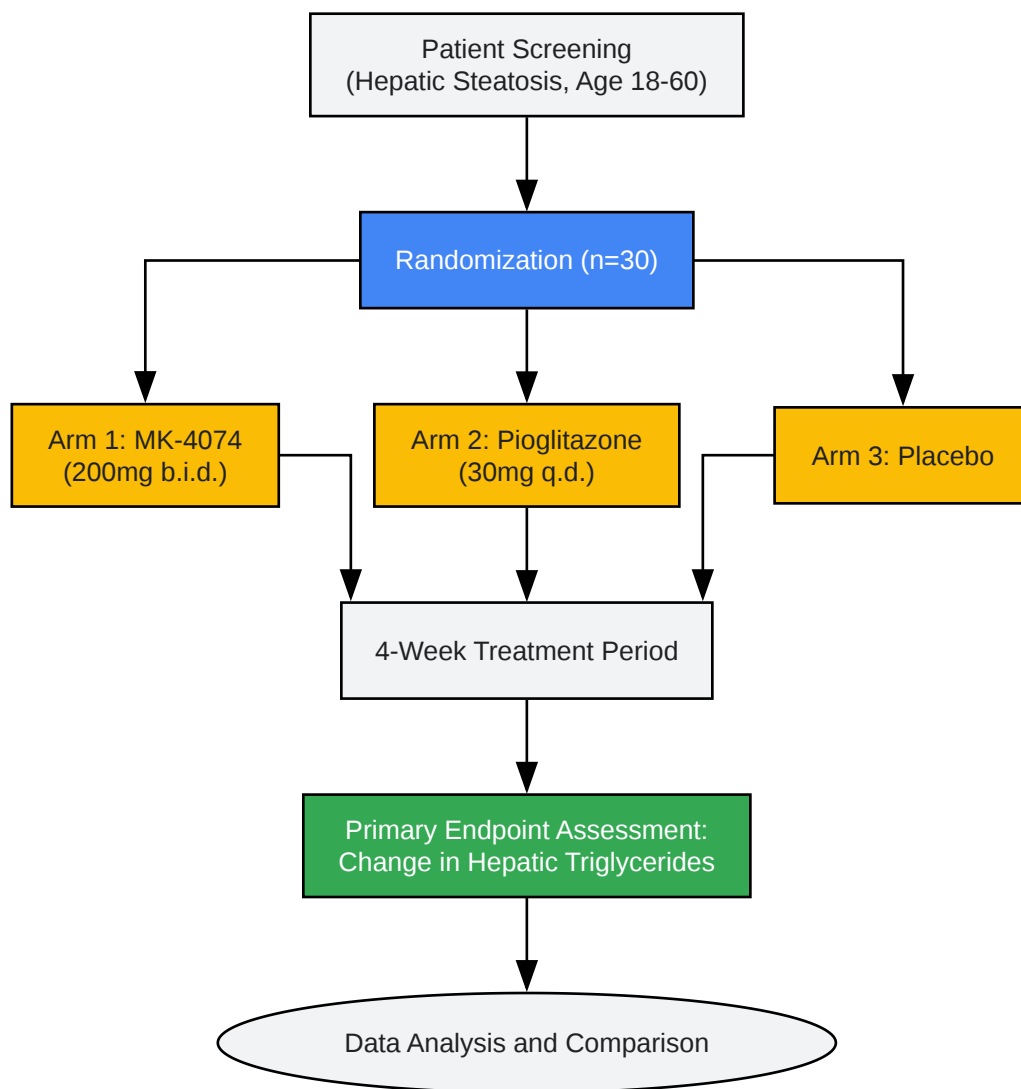 Patient Screening
(Hepatic Steatosis, Age 18-60)
Randomization (n=30)
Arm 1: MK-4074
(200mg b.i.d.)
Arm 2: Pioglitazone
(30mg q.d.)
Arm 3: Placebo
4-Week Treatment Period
Primary Endpoint Assessment:
Change in Hepatic Triglycerides
Data Analysis and Comparison